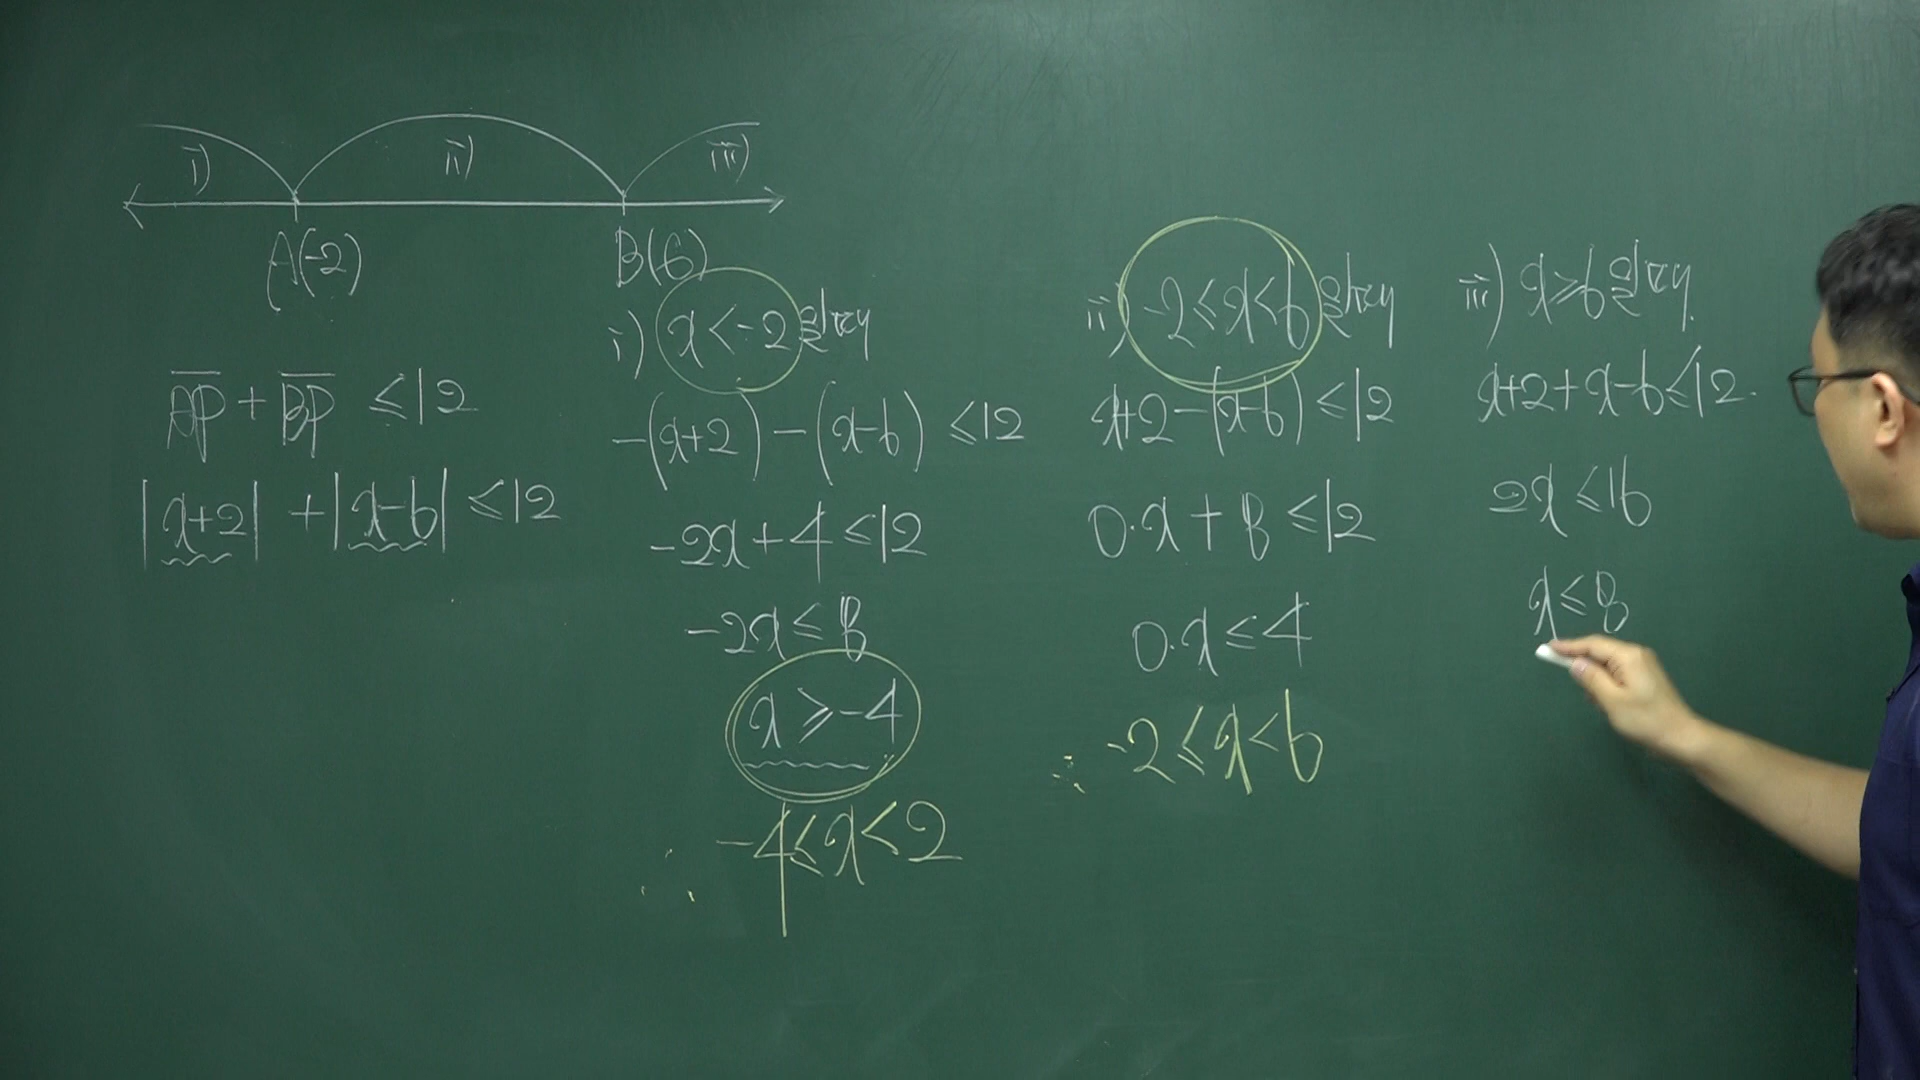 i) ii) iii)
A(-2) B(6)
AP + BP ≤ 12
|x+2| + |x-6| ≤ 12
i) x < -2 일 때
-(x+2) - (x-6) ≤ 12
-2x + 4 ≤ 12
-2x ≤ 8
x ≥ -4
∴ -4 ≤ x < 2
ii) -2 ≤ x < 6 일 때
x+2 - (x-6) ≤ 12
0·x + 8 ≤ 12
0·x ≤ 4
∴ -2 ≤ x < 6
iii) x ≥ 6 일 때
x+2 + x-6 ≤ 12.
2x ≤ 16
x ≤ 8